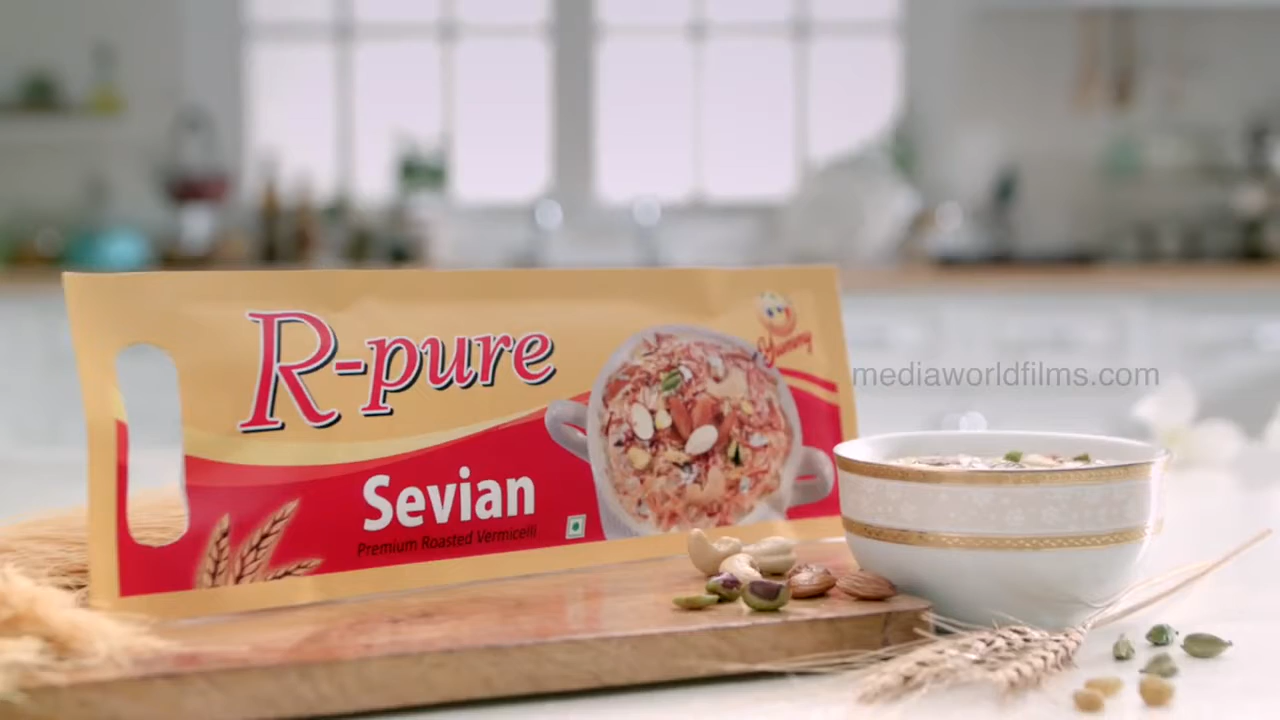 R-pure
Sevian
Premium Roasted Vermicelli
mediaworldfilms.com